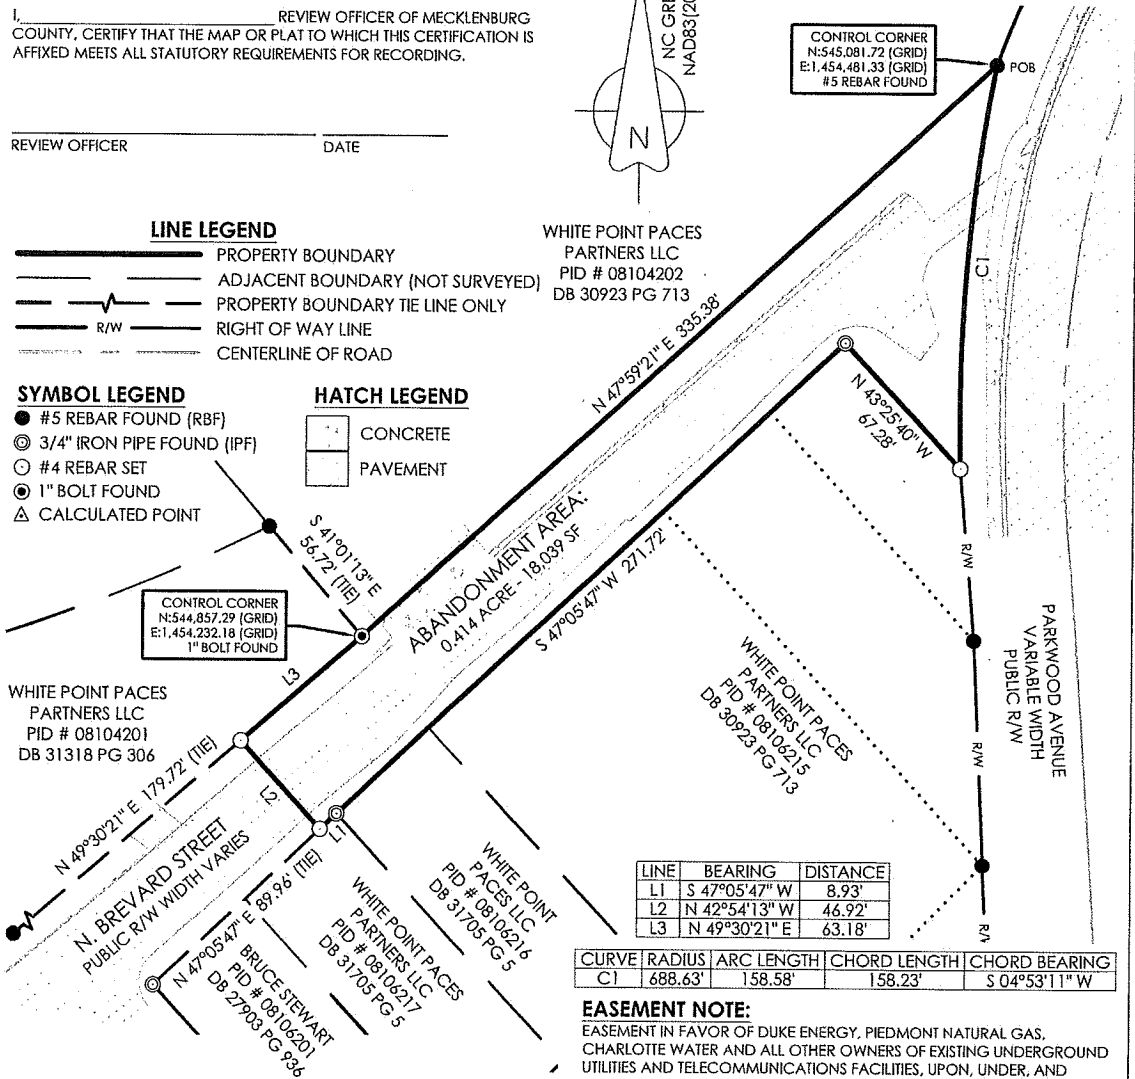 I,____________________ REVIEW OFFICER OF MECKLENBURG
COUNTY, CERTIFY THAT THE MAP OR PLAT TO WHICH THIS CERTIFICATION IS
AFFIXED MEETS ALL STATUTORY REQUIREMENTS FOR RECORDING.
REVIEW OFFICER DATE
N
NC GRI
NAD83(20
CONTROL CORNER
N:545,081.72 (GRID)
E:1,454,481.33 (GRID)
#5 REBAR FOUND
POB
LINE LEGEND
PROPERTY BOUNDARY
ADJACENT BOUNDARY (NOT SURVEYED)
PROPERTY BOUNDARY TIE LINE ONLY
R/W RIGHT OF WAY LINE
CENTERLINE OF ROAD
SYMBOL LEGEND
#5 REBAR FOUND (RBF)
3/4" IRON PIPE FOUND (IPF)
#4 REBAR SET
1" BOLT FOUND
CALCULATED POINT
HATCH LEGEND
CONCRETE
PAVEMENT
WHITE POINT PACES
PARTNERS LLC
PID # 08104202
DB 30923 PG 713
N 47°59'21" E 335.38'
C1
N 43°25'40" W
67.28'
S 41°01'13" E
56.72' (TIE)
ABANDONMENT AREA:
0.414 ACRE - 18,039 SF
S 47°05'47" W 271.72'
CONTROL CORNER
N:544,857.29 (GRID)
E:1,454,232.18 (GRID)
1" BOLT FOUND
L3
WHITE POINT PACES
PARTNERS LLC
PID # 08104201
DB 31318 PG 306
R/W
PARKWOOD AVENUE
VARIABLE WIDTH
PUBLIC R/W
WHITE POINT PACES
PARTNERS LLC
PID # 08106215
DB 30923 PG 713
R/W
N 49°30'21" E 179.72' (TIE)
L2
L1
N. BREVARD STREET
PUBLIC R/W WIDTH VARIES
N 47°05'47" E 89.96' (TIE)
WHITE POINT
PACES LLC
PID # 08106216
DB 31705 PG 5
WHITE POINT PACES
PARTNERS LLC
PID # 08106217
DB 31705 PG 5
BRUCE STEWART
PID # 08106201
DB 27903 PG 936
R/
LINE BEARING DISTANCE
L1 S 47°05'47" W 8.93'
L2 N 42°54'13" W 46.92'
L3 N 49°30'21" E 63.18'
CURVE RADIUS ARC LENGTH CHORD LENGTH CHORD BEARING
C1 688.63' 158.58' 158.23' S 04°53'11" W
EASEMENT NOTE:
EASEMENT IN FAVOR OF DUKE ENERGY, PIEDMONT NATURAL GAS,
CHARLOTTE WATER AND ALL OTHER OWNERS OF EXISTING UNDERGROUND
UTILITIES AND TELECOMMUNICATIONS FACILITIES, UPON, UNDER, AND